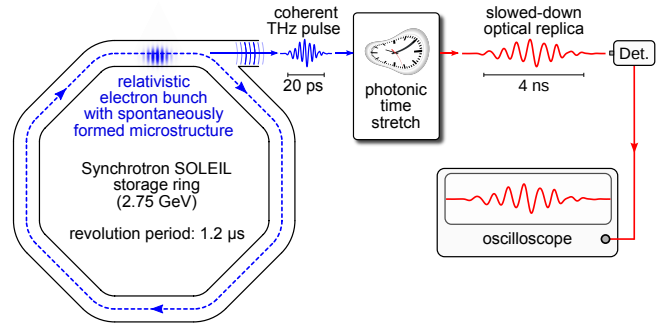 coherent
THz pulse
slowed-down
optical replica
Det.
20 ps
4 ns
photonic
time
stretch
relativistic
electron bunch
with spontaneously
formed microstructure
Synchrotron SOLEIL
storage ring
(2.75 GeV)
revolution period: 1.2 µs
oscilloscope